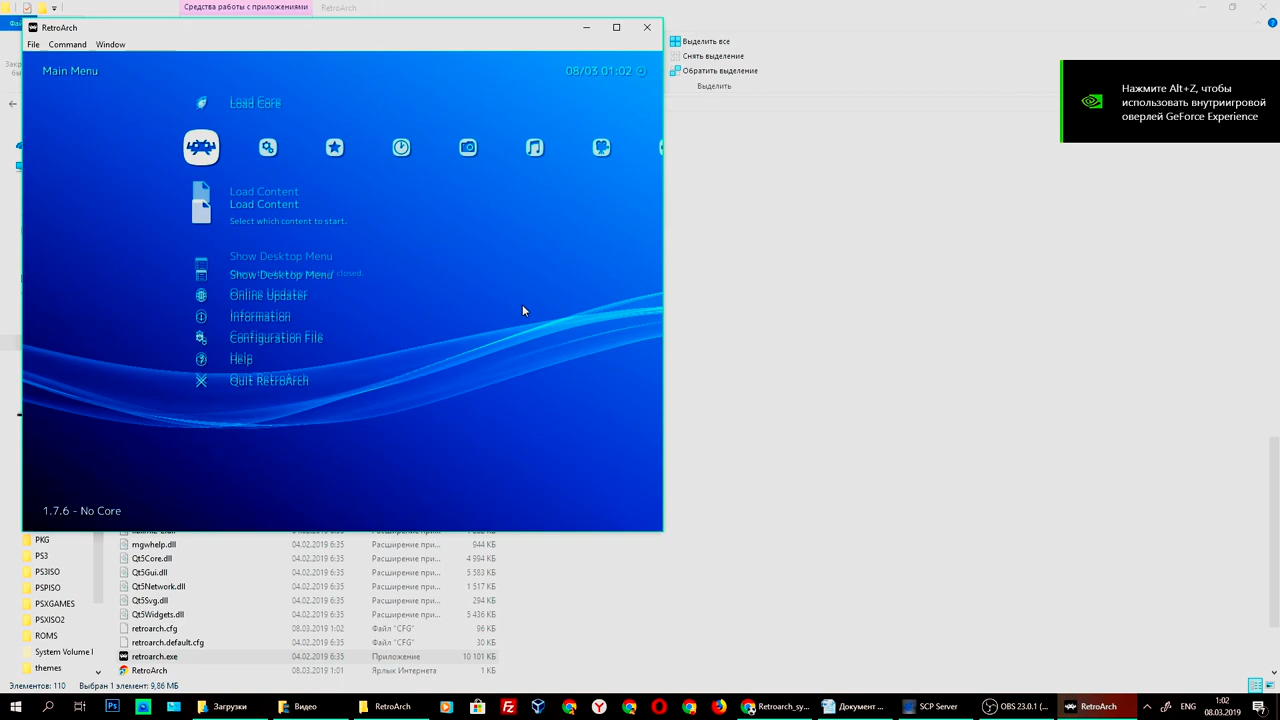 Средства работы с приложениями
RetroArch
RetroArch
File Command Window
Main Menu
08/03 01:02
Load Core
Load Content
Load Content
Select which content to start.
Show Desktop Menu
closed.
Show Desktop Menu
Online Updater
Information
Configuration File
Help
Quit RetroArch
1.7.6 - No Core
Выделить все
Снять выделение
Обратить выделение
Выделить
Нажмите Alt+Z, чтобы
использовать внутриигровой
оверлей GeForce Experience
PKG
PS3
PS3ISO
PSPISO
PSXGAMES
PSXISO2
ROMS
System Volume I
themes
mgwhelp.dll 04.02.2019 6:35 Расширение при... 944 КБ
Qt5Core.dll 04.02.2019 6:35 Расширение при... 4 994 КБ
Qt5Gui.dll 04.02.2019 6:35 Расширение при... 5 583 КБ
Qt5Network.dll 04.02.2019 6:35 Расширение при... 1 517 КБ
Qt5Svg.dll 04.02.2019 6:35 Расширение при... 294 КБ
Qt5Widgets.dll 04.02.2019 6:35 Расширение при... 5 436 КБ
retroarch.cfg 08.03.2019 1:02 Файл "CFG" 96 КБ
retroarch.default.cfg 04.02.2019 6:35 Файл "CFG" 30 КБ
retroarch.exe 04.02.2019 6:35 Приложение 10 101 КБ
RetroArch 08.03.2019 1:01 Ярлык Интернета 1 КБ
Элементов: 110 Выбран 1 элемент: 9,86 МБ
Загрузки
Видео
RetroArch
Retroarch_sy...
Документ ...
SCP Server
OBS 23.0.1 (...
RetroArch
ENG
1:02
08.03.2019